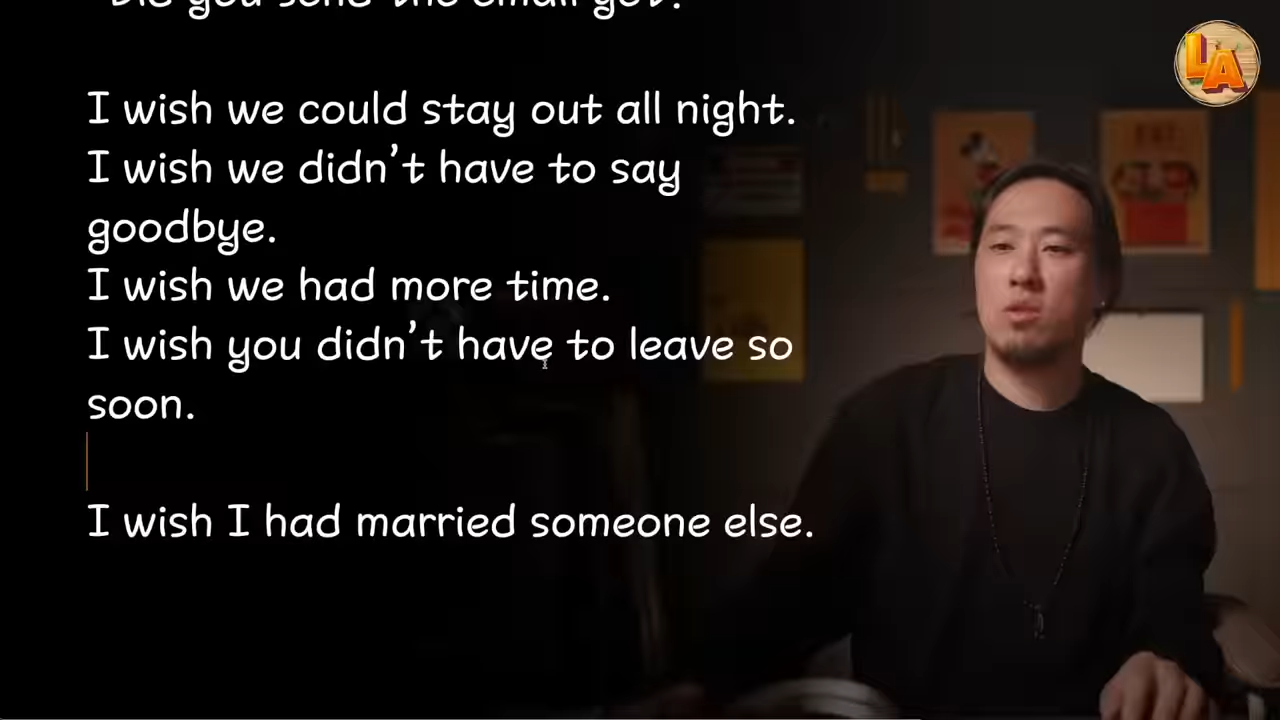 I wish we could stay out all night.
I wish we didn't have to say
goodbye.
I wish we had more time.
I wish you didn't have to leave so
soon.
I wish I had married someone else.
LA